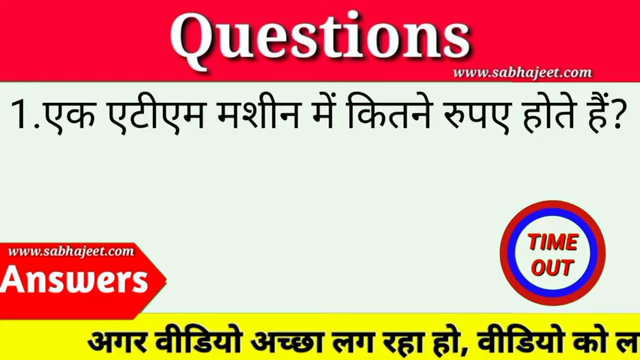 Questions
www.sabhajeet.com
1.एक एटीएम मशीन में कितने रुपए होते हैं?
www.sabhajeet.com
Answers
TIME
OUT
अगर वीडियो अच्छा लग रहा हो, वीडियो को ल